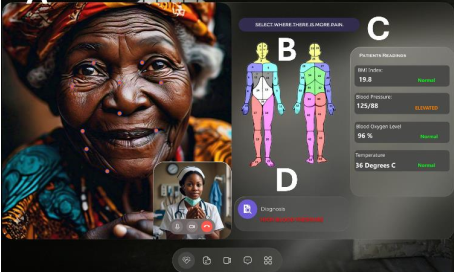 SELECT WHERE THERE IS MORE PAIN.
C
B
PATIENTS READINGS
BMI Index:
19.8
Normal
Blood Pressure:
125/88
ELEVATED
Blood Oxygen Level
96 %
Normal
Temperature
36 Degrees C
Normal
D
Diagnosis